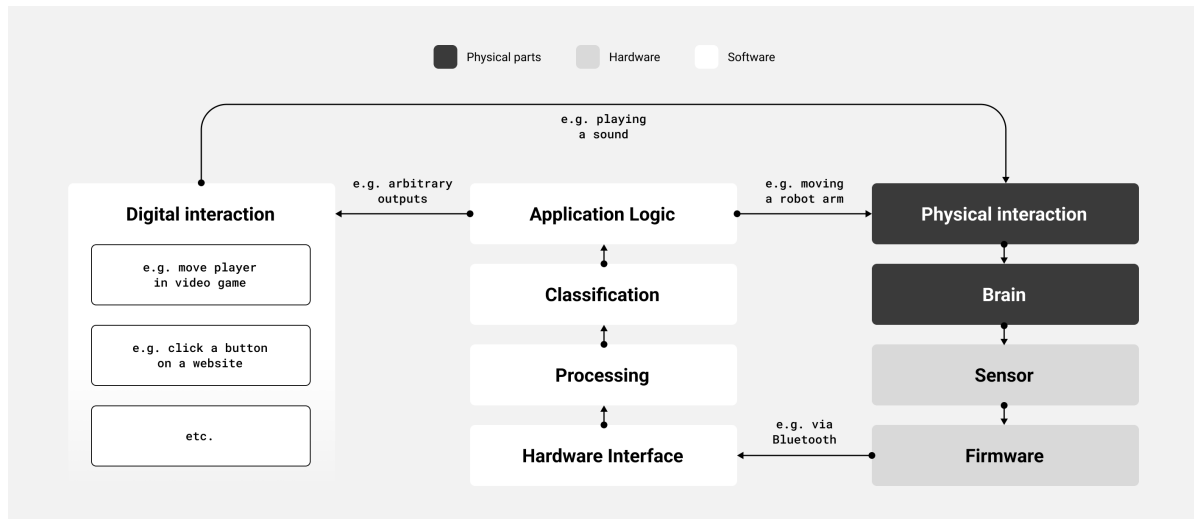 Physical parts
Hardware
Software
e.g. playing
a sound
e.g. arbitrary
outputs
e.g. moving
a robot arm
Digital interaction
Application Logic
Physical interaction
e.g. move player
in video game
Classification
Brain
e.g. click a button
on a website
Processing
Sensor
e.g. via
Bluetooth
etc.
Hardware Interface
Firmware